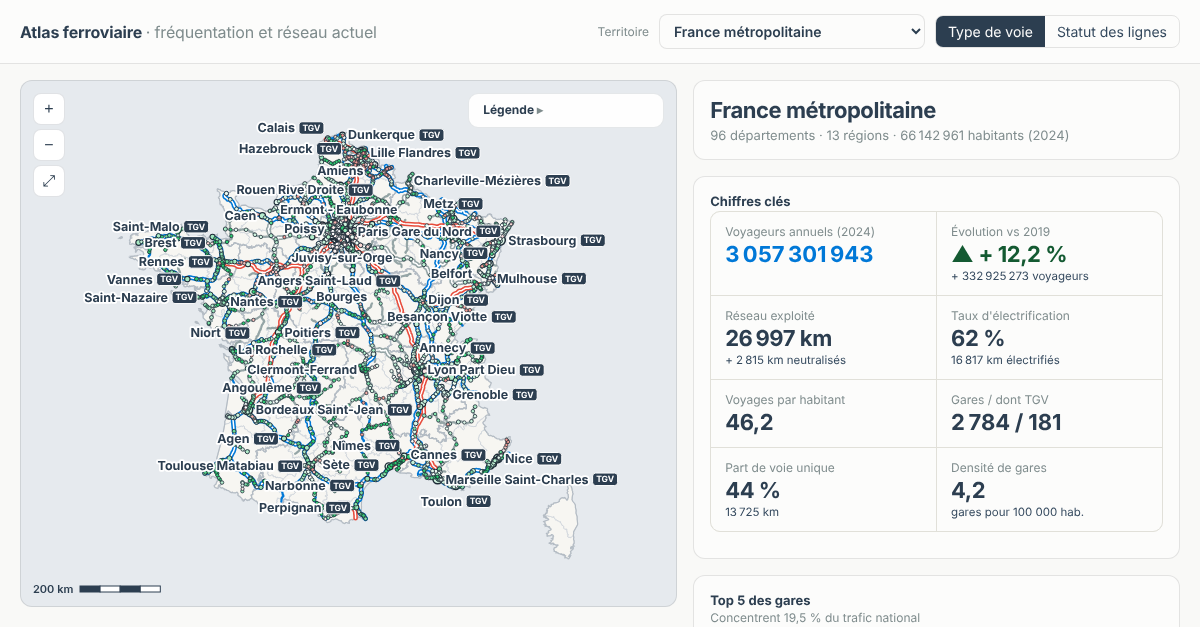 Atlas ferroviaire · fréquentation et réseau actuel
Territoire
France métropolitaine
Type de voie
Statut des lignes
+
−
Légende ▸
Calais TGV
Dunkerque TGV
Hazebrouck TGV
Lille Flandres TGV
Amiens
Charleville-Mézières TGV
Rouen Rive Droite TGV
Metz TGV
Ermont - Eaubonne
Caen
Saint-Malo TGV
Poissy
Paris Gare du Nord TGV
Strasbourg TGV
Brest TGV
Nancy TGV
Juvisy-sur-Orge
Rennes TGV
Belfort
Vannes TGV
Angers Saint-Laud TGV
Mulhouse TGV
Saint-Nazaire TGV
Nantes TGV
Bourges
Dijon TGV
Besançon Viotte TGV
Niort TGV
Poitiers TGV
La Rochelle TGV
Annecy TGV
Clermont-Ferrand
Lyon Part Dieu TGV
Angoulême TGV
Grenoble TGV
Bordeaux Saint-Jean TGV
Agen TGV
Nîmes TGV
Cannes TGV
Nice TGV
Toulouse Matabiau TGV
Sète TGV
Marseille Saint-Charles TGV
Narbonne TGV
Toulon TGV
Perpignan TGV
200 km
France métropolitaine
96 départements · 13 régions · 66 142 961 habitants (2024)
Chiffres clés
Voyageurs annuels (2024)
3 057 301 943
Évolution vs 2019
▲ + 12,2 %
+ 332 925 273 voyageurs
Réseau exploité
26 997 km
+ 2 815 km neutralisés
Taux d'électrification
62 %
16 817 km électrifiés
Voyages par habitant
46,2
Gares / dont TGV
2 784 / 181
Part de voie unique
44 %
13 725 km
Densité de gares
4,2
gares pour 100 000 hab.
Top 5 des gares
Concentrent 19,5 % du trafic national